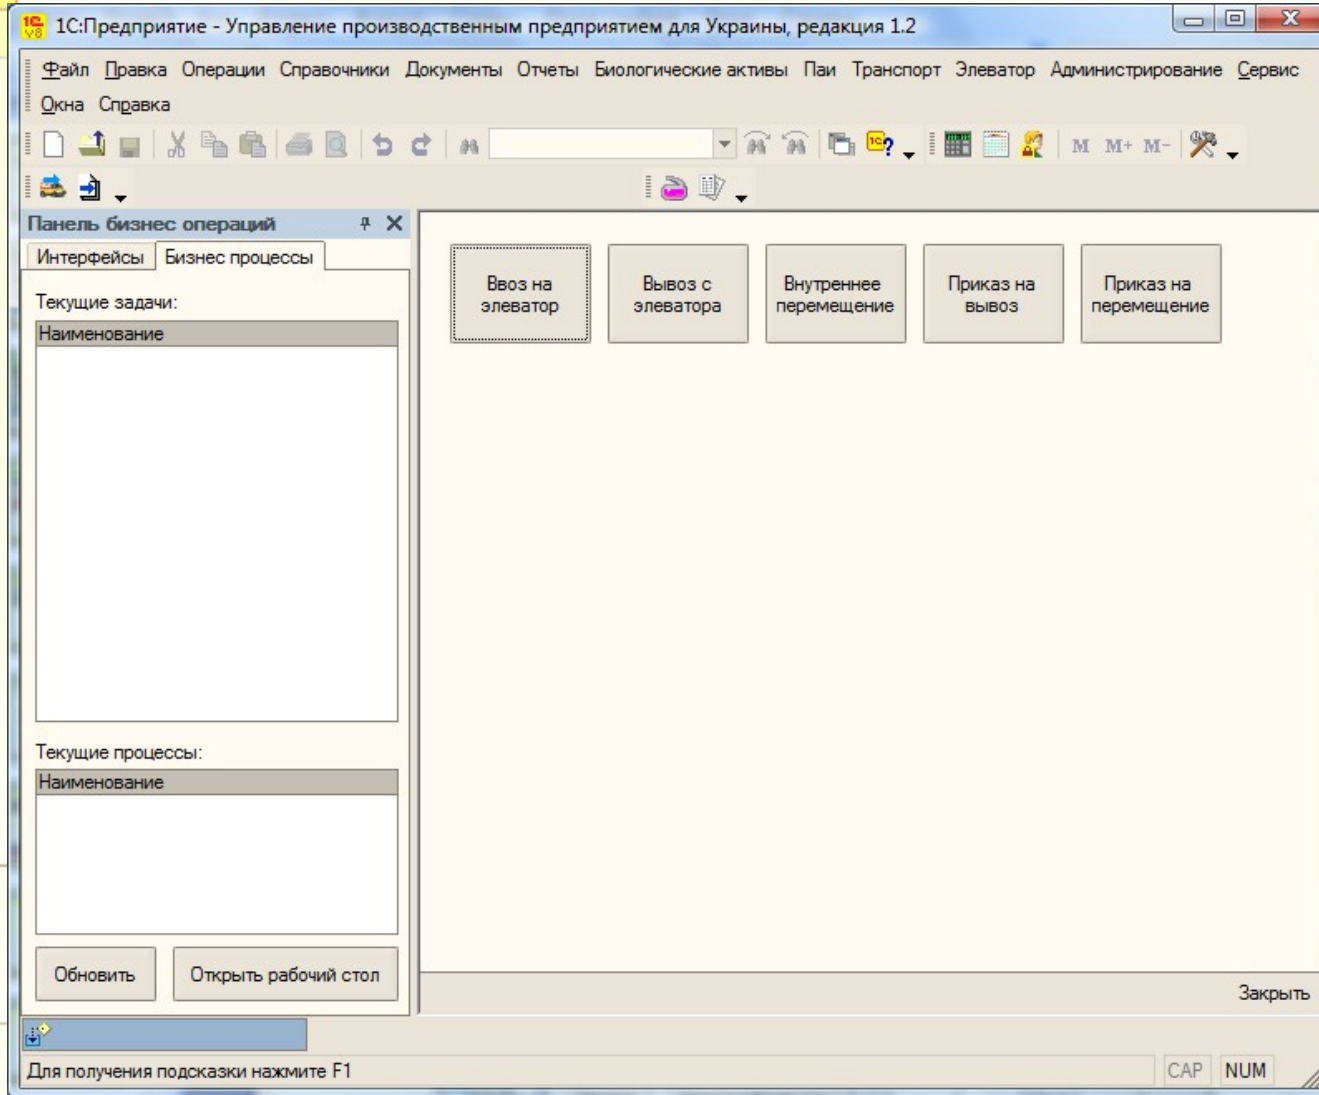 1С:Предприятие - Управление производственным предприятием для Украины, редакция 1.2
Файл Правка Операции Справочники Документы Отчеты Биологические активы Паи Транспорт Элеватор Администрирование Сервис
Окна Справка
M M+ M-
Панель бизнес операций
Интерфейсы Бизнес процессы
Текущие задачи:
Наименование
Ввоз на
элеватор
Вывоз с
элеватора
Внутреннее
перемещение
Приказ на
вывоз
Приказ на
перемещение
Текущие процессы:
Наименование
Обновить Открыть рабочий стол
Закрыть
Для получения подсказки нажмите F1
CAP NUM